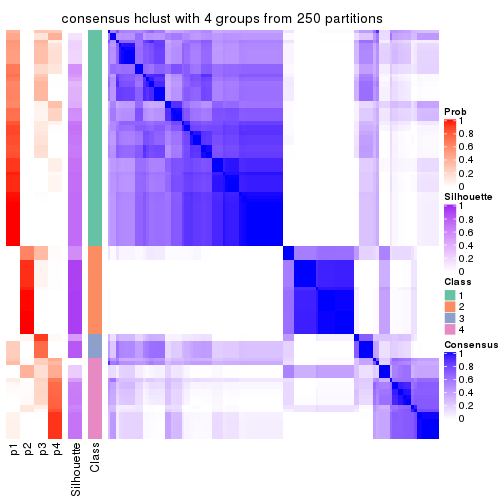 consensus hclust with 4 groups from 250 partitions
Prob
1
0.8
0.6
0.4
0.2
0
Silhouette
1
0.8
0.6
0.4
0.2
0
Class
1
2
3
4
Consensus
1
0.8
0.6
0.4
0.2
0
p1
p2
p3
p4
Silhouette
Class